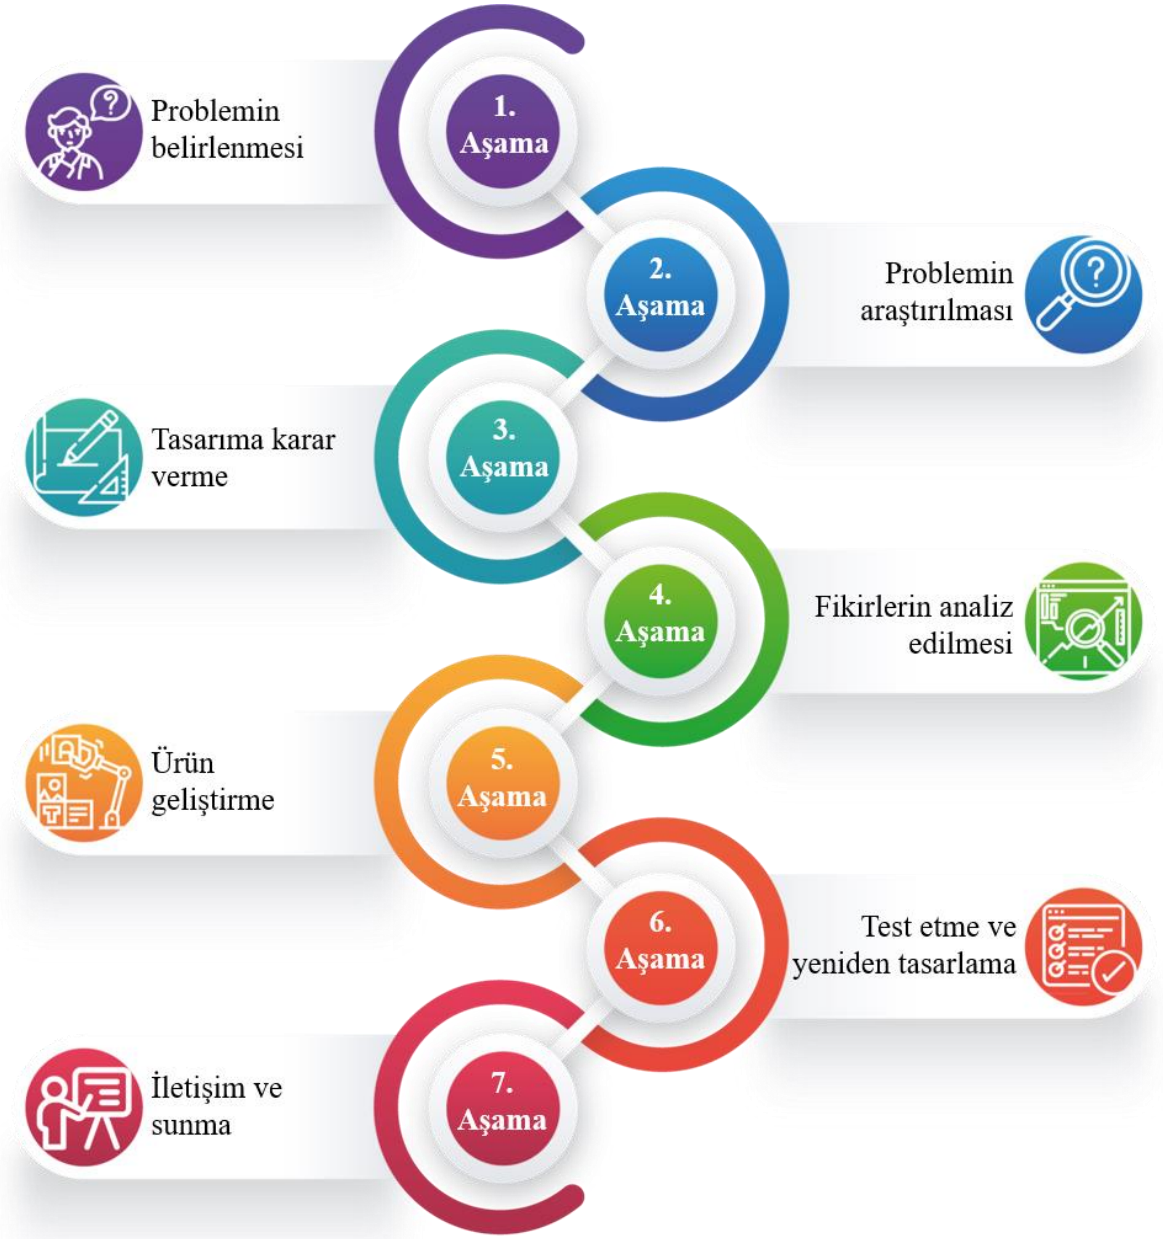 1.
Aşama
Problemin
belirlenmesi
2.
Aşama
Problemin
araştırılması
3.
Aşama
Tasarıma karar
verme
4.
Aşama
Fikirlerin analiz
edilmesi
5.
Aşama
Ürün
geliştirme
6.
Aşama
Test etme ve
yeniden tasarlama
7.
Aşama
İletişim ve
sunma